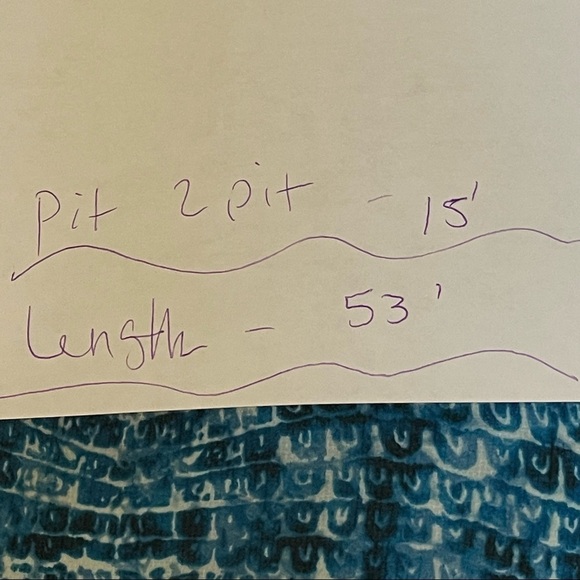 Pit 2 pit - 15'
Length - 53'